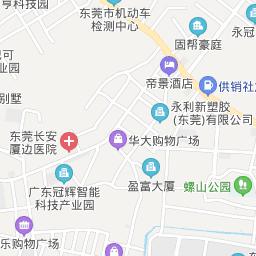 亨科技园
东莞市机动车
检测中心
永冠
固帮豪庭
可
产业园
帝景酒店
供销社
别墅
永利新塑胶
(东莞)有限公司
东莞长安
厦边医院
华大购物广场
广东冠辉智能
科技产业园
盈富大厦
螺山公园
乐购物广场